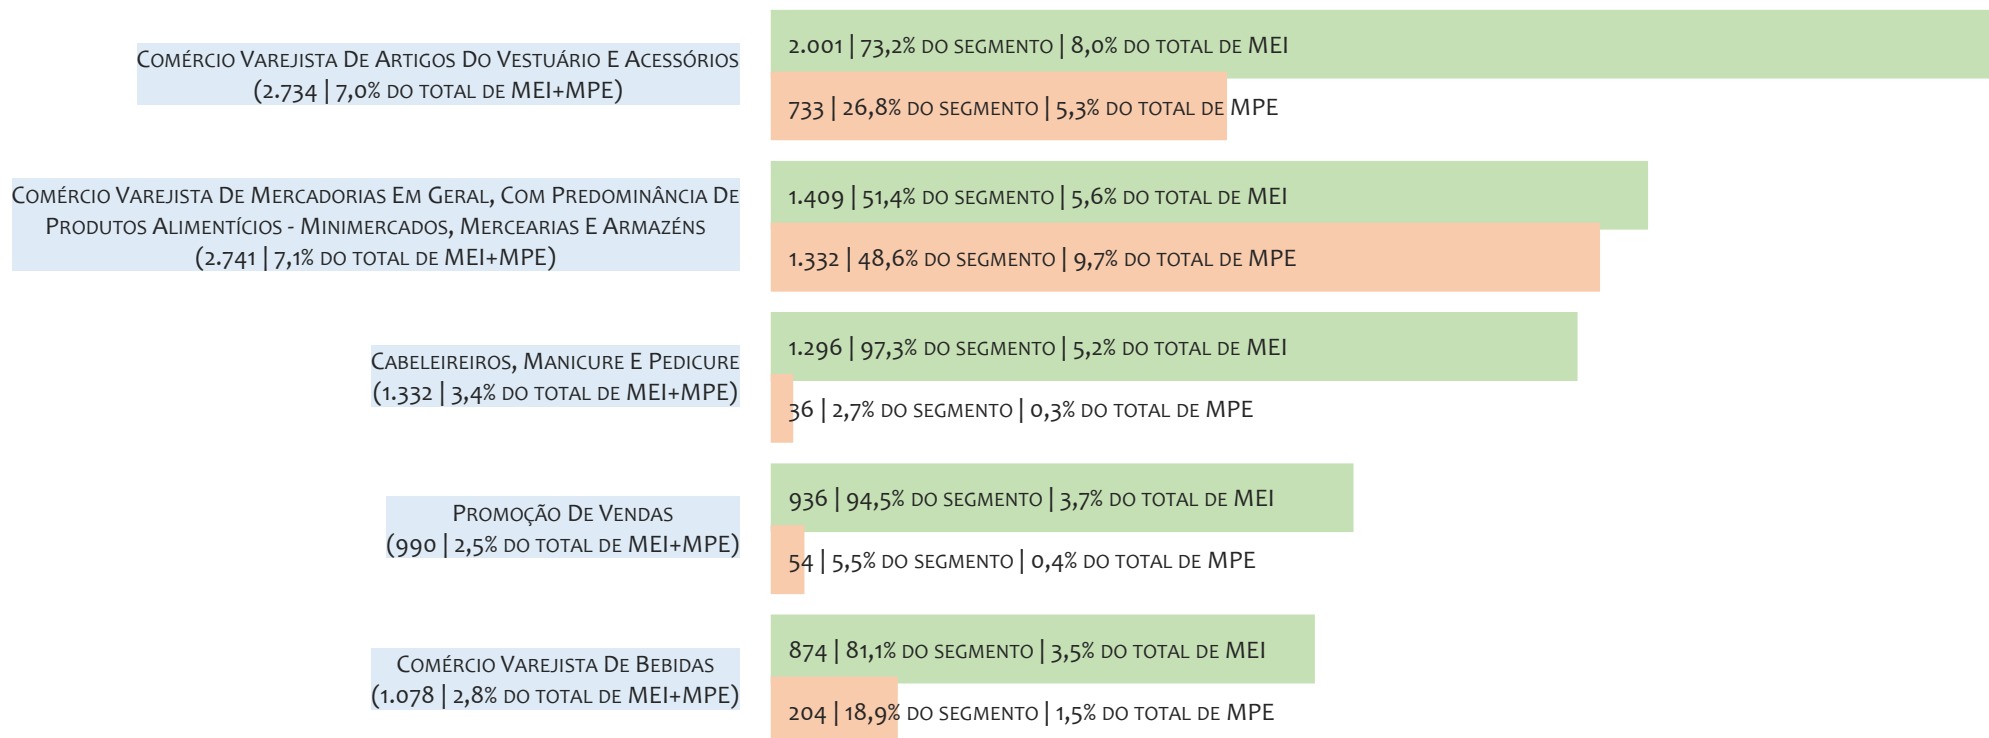 Comércio Varejista De Artigos Do Vestuário E Acessórios
(2.734 | 7,0% do total de MEI+MPE)
2.001 | 73,2% do segmento | 8,0% do total de MEI
733 | 26,8% do segmento | 5,3% do total de MPE
Comércio Varejista De Mercadorias Em Geral, Com Predominância De
Produtos Alimentícios - Minimercados, Mercearias E Armazéns
(2.741 | 7,1% do total de MEI+MPE)
1.409 | 51,4% do segmento | 5,6% do total de MEI
1.332 | 48,6% do segmento | 9,7% do total de MPE
Cabeleireiros, Manicure E Pedicure
(1.332 | 3,4% do total de MEI+MPE)
1.296 | 97,3% do segmento | 5,2% do total de MEI
36 | 2,7% do segmento | 0,3% do total de MPE
Promoção De Vendas
(990 | 2,5% do total de MEI+MPE)
936 | 94,5% do segmento | 3,7% do total de MEI
54 | 5,5% do segmento | 0,4% do total de MPE
Comércio Varejista De Bebidas
(1.078 | 2,8% do total de MEI+MPE)
874 | 81,1% do segmento | 3,5% do total de MEI
204 | 18,9% do segmento | 1,5% do total de MPE